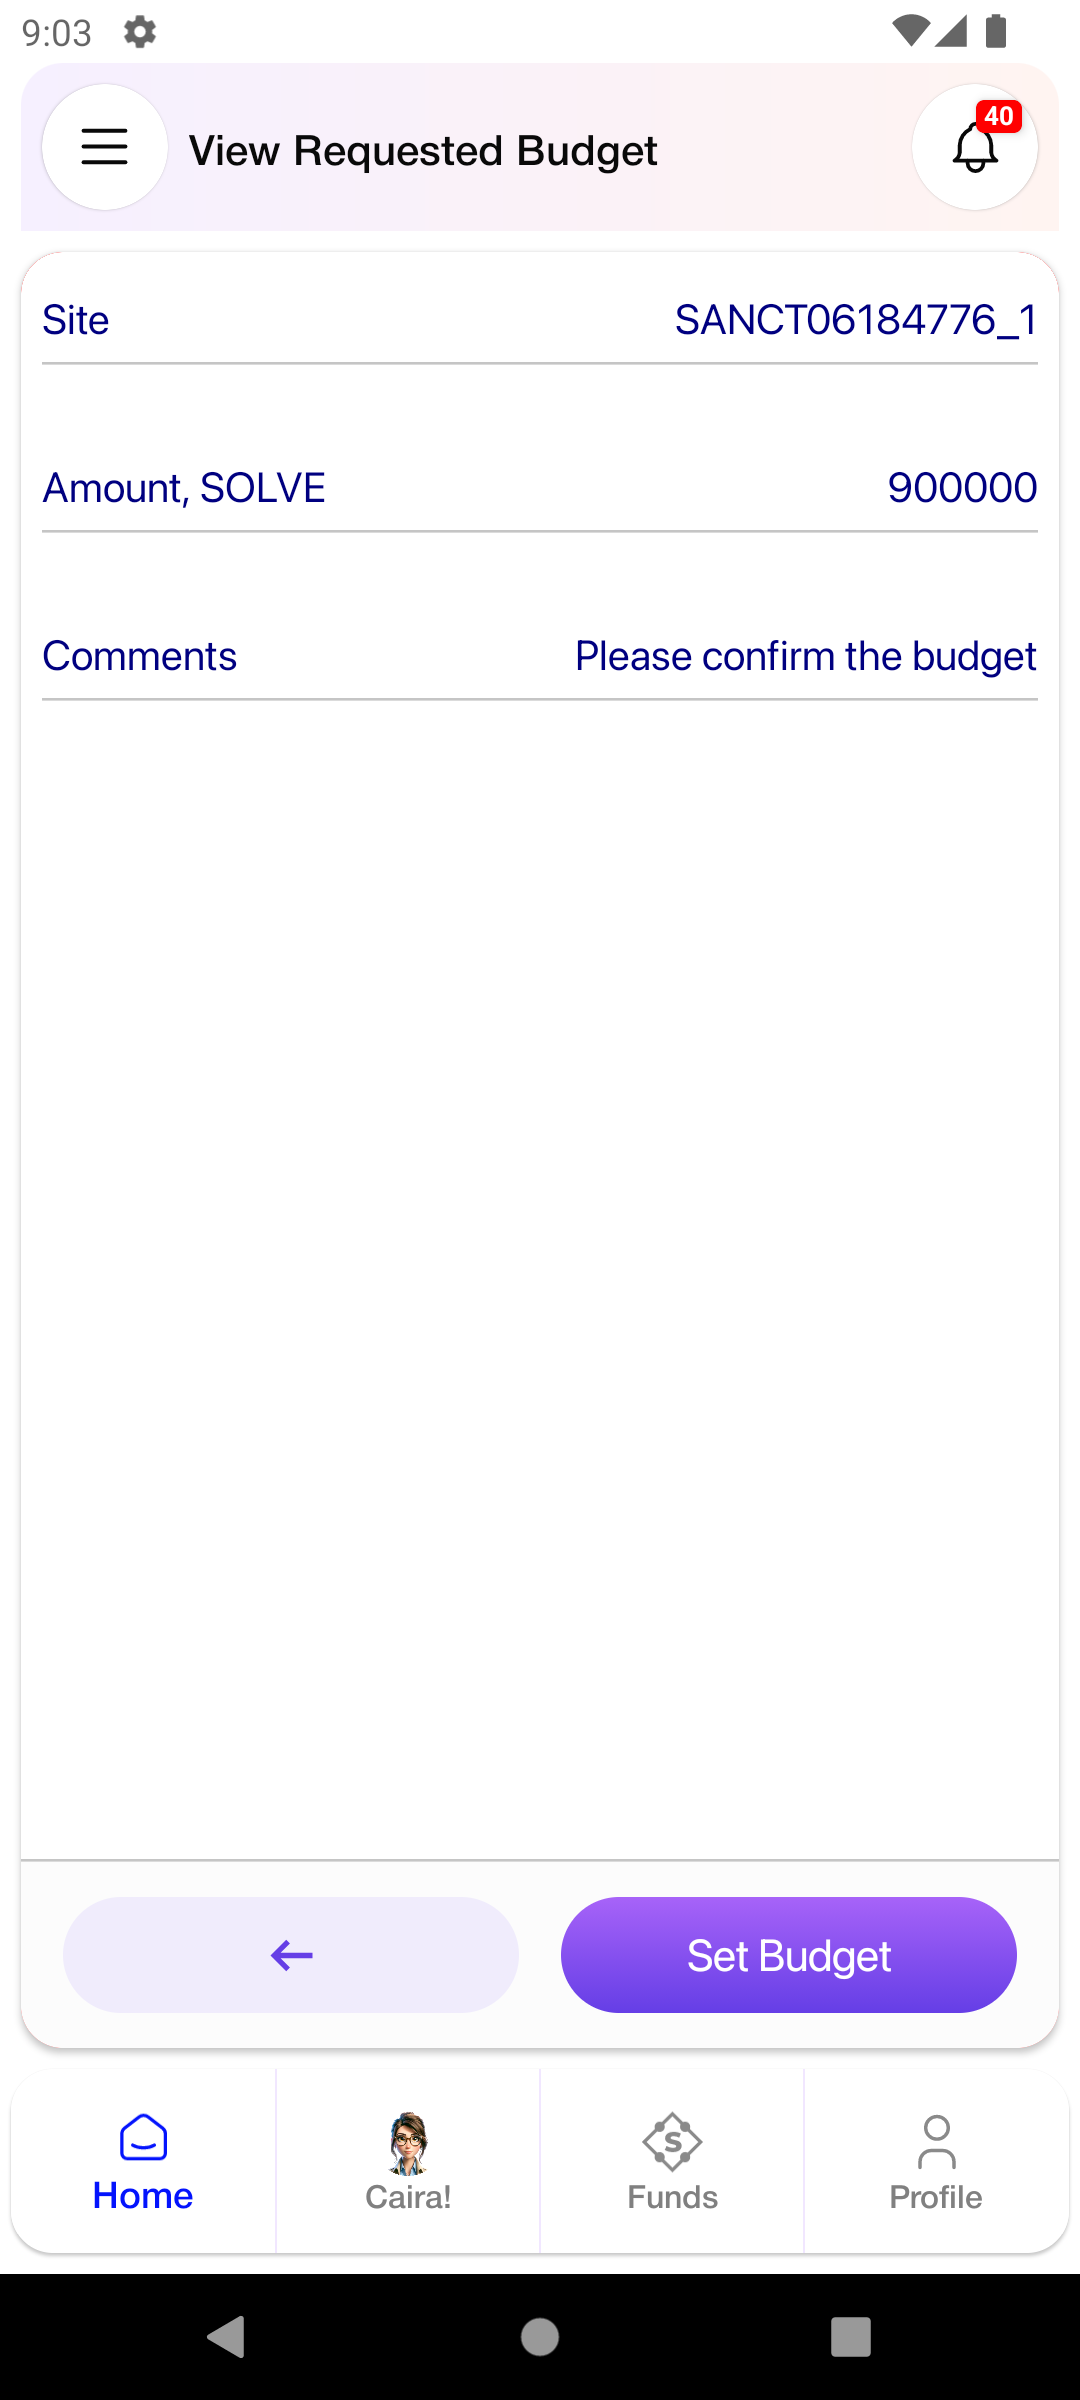 9:03
View Requested Budget
40
Site SANCT06184776_1
Amount, SOLVE 900000
Comments Please confirm the budget
Set Budget
Home Caira! Funds Profile